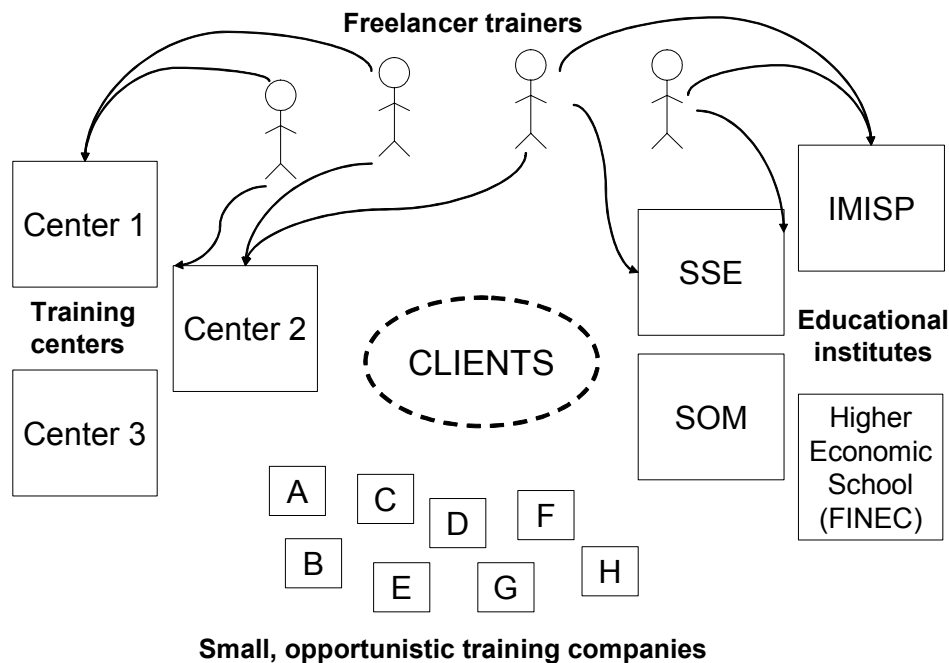 Freelancer trainers
Center 1
IMISP
SSE
Training
centers
Center 2
Educational
institutes
CLIENTS
Center 3
SOM
Higher
Economic
School
(FINEC)
A
C
D
F
B
E
G
H
Small, opportunistic training companies